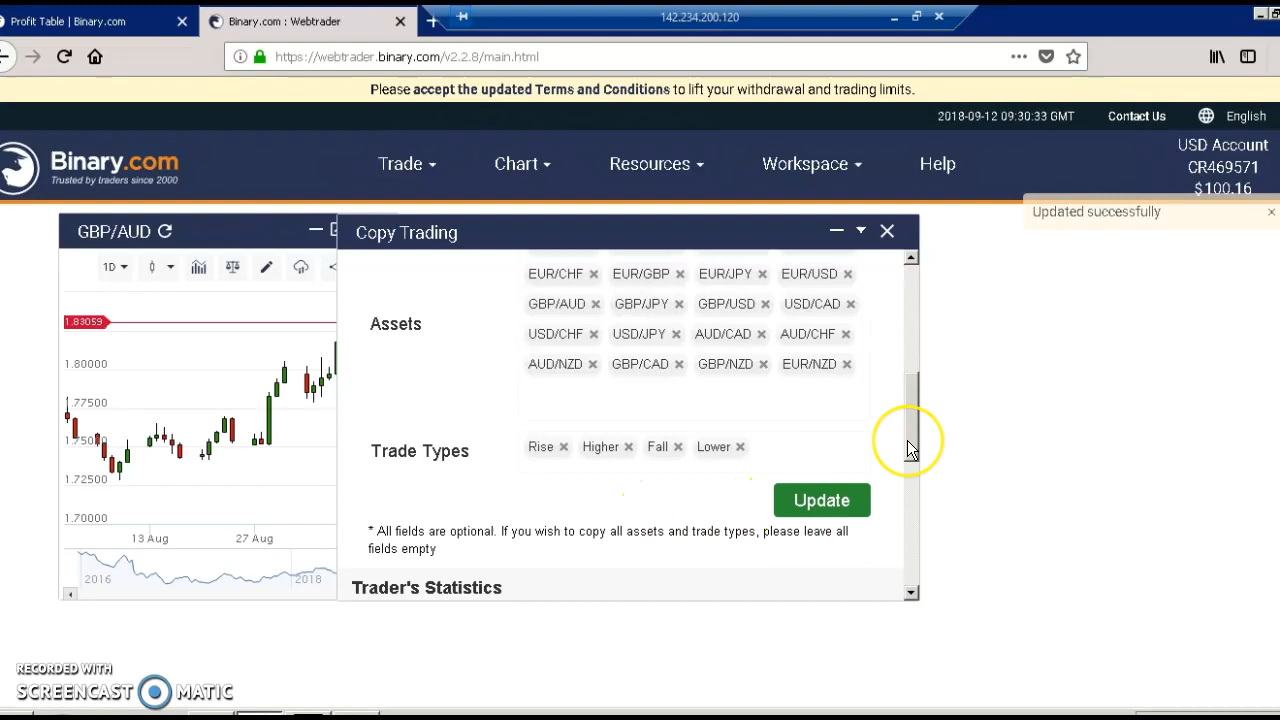 Profit Table | Binary.com
Binary.com : Webtrader
142.234.200.120
https://webtrader.binary.com/v2.2.8/main.html
Please accept the updated Terms and Conditions to lift your withdrawal and trading limits.
2018-09-12 09:30:33 GMT Contact Us English
Binary.com
Trusted by traders since 2000
Trade Chart Resources Workspace Help
USD Account
CR469571
$100.16
Updated successfully
GBP/AUD
1D
1.83059
1.80000
1.77500
1.75000
1.72500
1.70000
13 Aug 27 Aug
2016 2018
Copy Trading
Assets
EUR/CHF EUR/GBP EUR/JPY EUR/USD
GBP/AUD GBP/JPY GBP/USD USD/CAD
USD/CHF USD/JPY AUD/CAD AUD/CHF
AUD/NZD GBP/CAD GBP/NZD EUR/NZD
Trade Types
Rise Higher Fall Lower
Update
* All fields are optional. If you wish to copy all assets and trade types, please leave all
fields empty
Trader's Statistics
RECORDED WITH
SCREENCAST MATIC